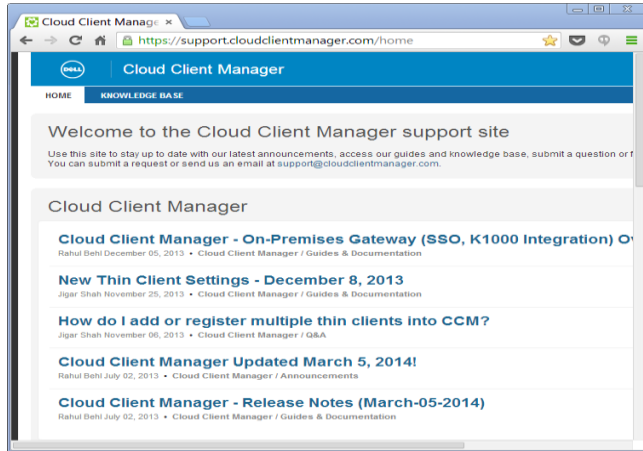 Cloud Client Manage
https://support.cloudclientmanager.com/home
DELL
Cloud Client Manager
HOME
KNOWLEDGE BASE
Welcome to the Cloud Client Manager support site
Use this site to stay up to date with our latest announcements, access our guides and knowledge base, submit a question or f
You can submit a request or send us an email at support@cloudclientmanager.com.
Cloud Client Manager
Cloud Client Manager - On-Premises Gateway (SSO, K1000 Integration) Ov
Rahul Behl December 05, 2013 • Cloud Client Manager / Guides & Documentation
New Thin Client Settings - December 8, 2013
Jigar Shah November 25, 2013 • Cloud Client Manager / Guides & Documentation
How do I add or register multiple thin clients into CCM?
Jigar Shah November 06, 2013 • Cloud Client Manager / Q&A
Cloud Client Manager Updated March 5, 2014!
Rahul Behl July 02, 2013 • Cloud Client Manager / Announcements
Cloud Client Manager - Release Notes (March-05-2014)
Rahul Behl July 02, 2013 • Cloud Client Manager / Guides & Documentation